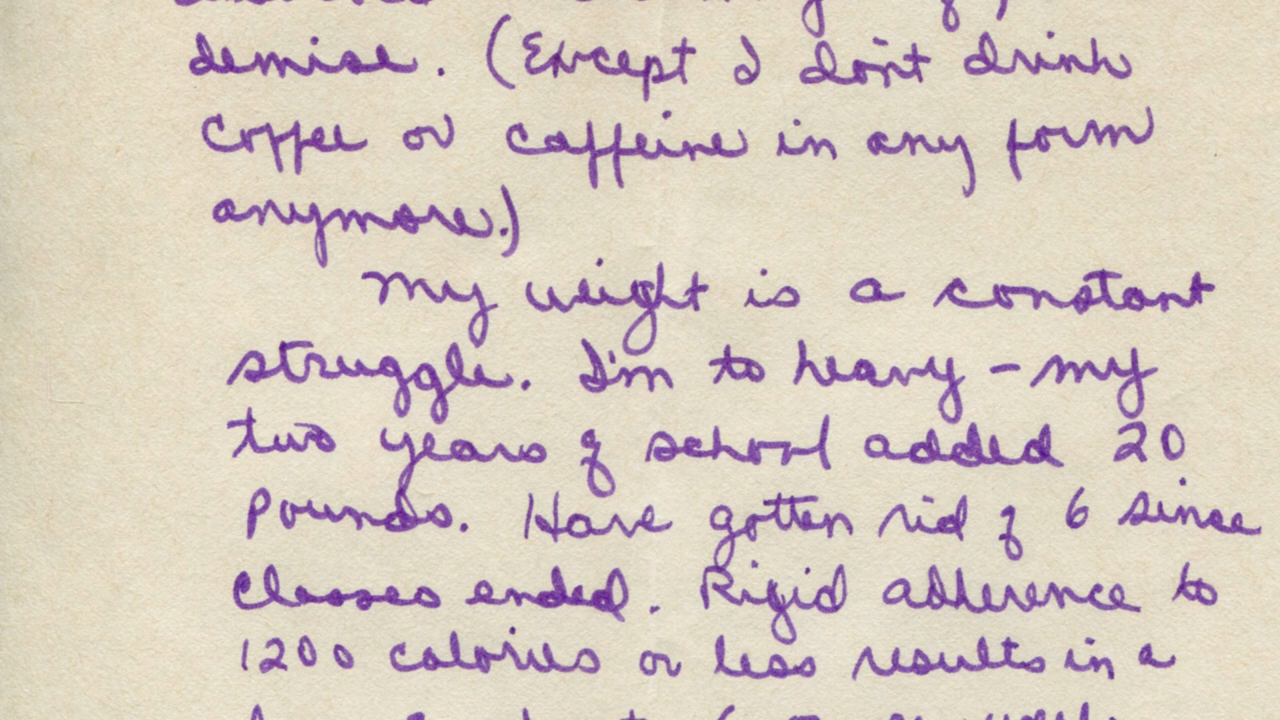 demise. (Except I don't drink
coffee or caffeine in any form
anymore.)
My weight is a constant
struggle. I'm to heavy – my
two years of school added 20
pounds. Have gotten rid of 6 since
classes ended. Rigid adherence to
1200 calories or less results in a